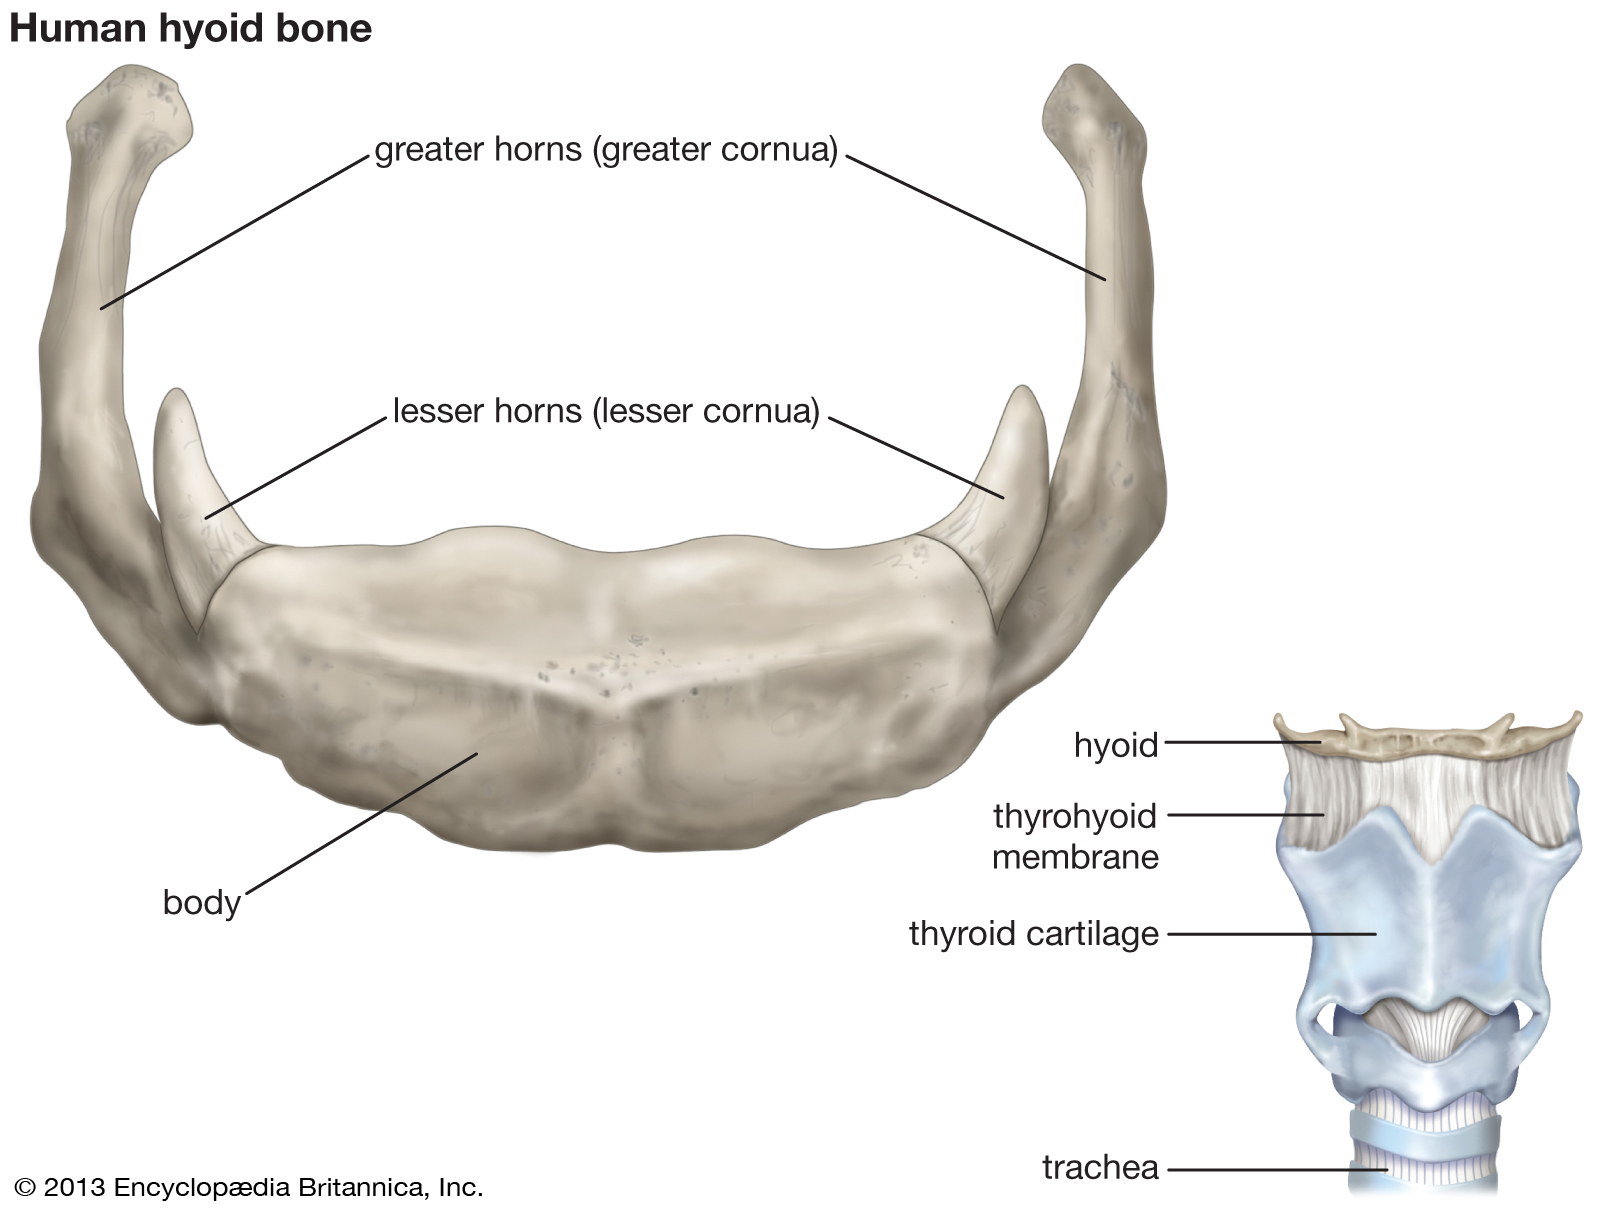 Human hyoid bone
greater horns (greater cornua)
lesser horns (lesser cornua)
body
hyoid
thyrohyoid
membrane
thyroid cartilage
trachea
© 2013 Encyclopædia Britannica, Inc.